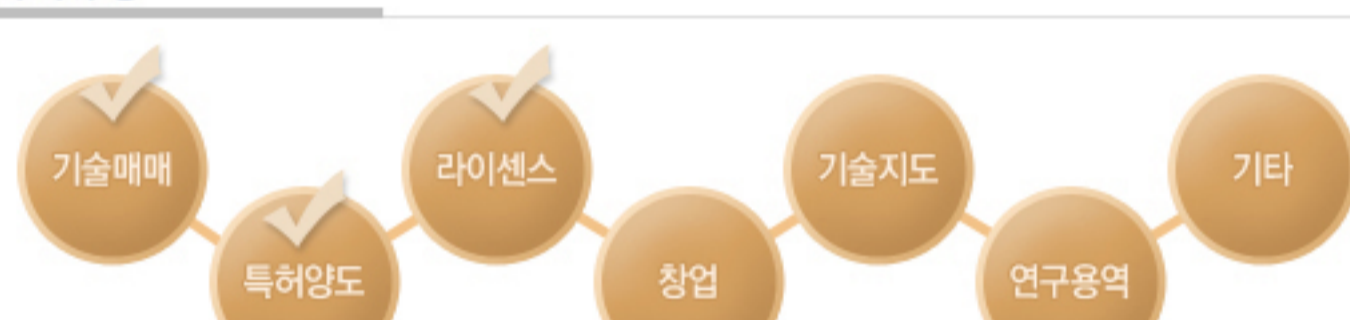 기술매매
특허양도
라이센스
창업
기술지도
연구용역
기타